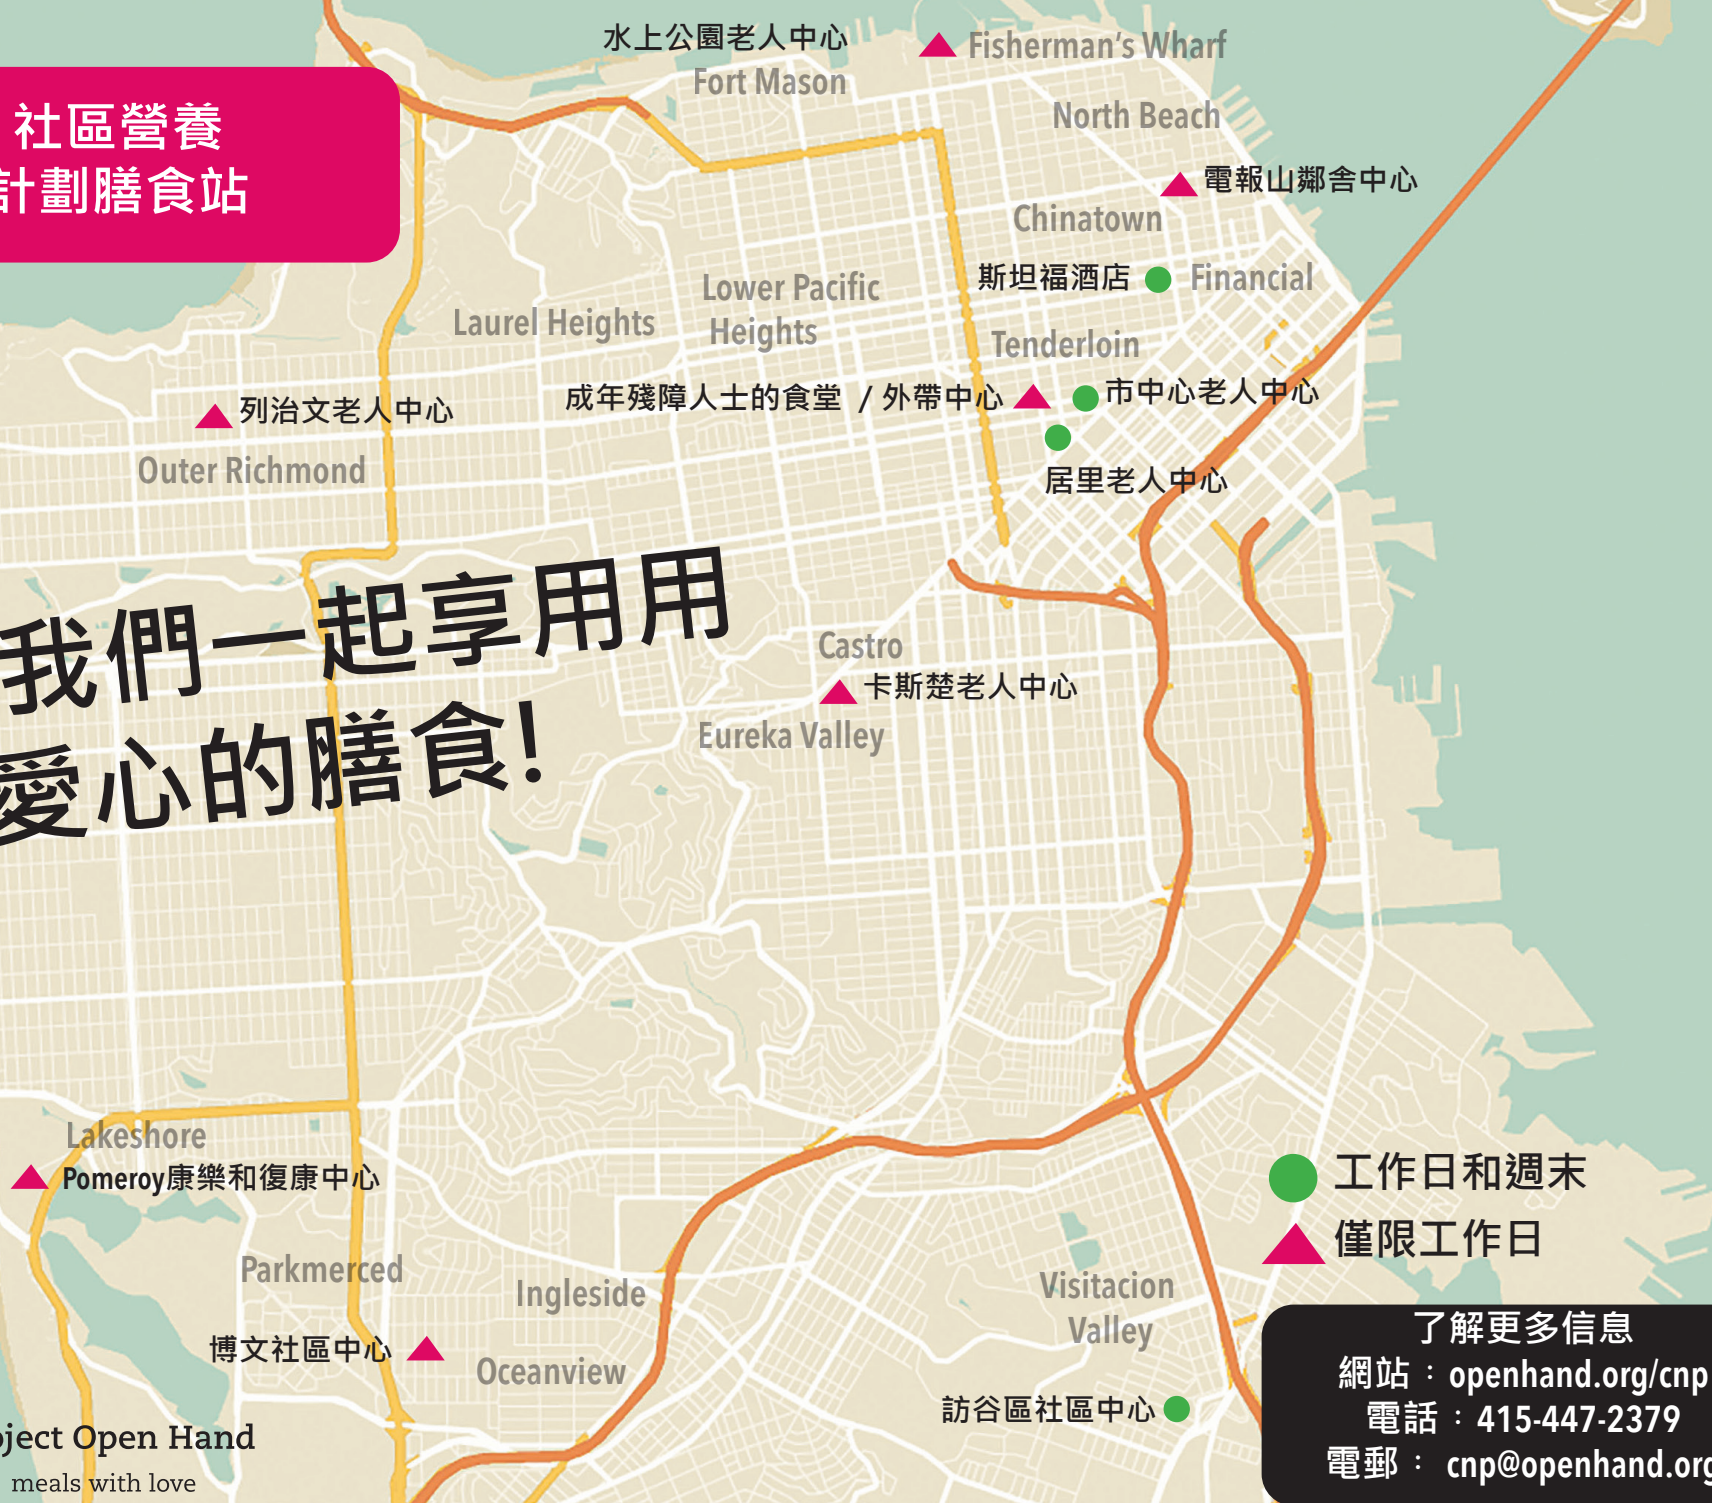 水上公園老人中心
Fisherman's Wharf
Fort Mason
North Beach
社區營養
計劃膳食站
電報山鄰舍中心
Chinatown
斯坦福酒店
Financial
Lower Pacific
Heights
Laurel Heights
Tenderloin
成年殘障人士的食堂 / 外帶中心
市中心老人中心
列治文老人中心
Outer Richmond
居里老人中心
我們一起享用用
愛心的膳食!
Castro
卡斯楚老人中心
Eureka Valley
Lakeshore
Pomeroy康樂和復康中心
工作日和週末
僅限工作日
Parkmerced
Ingleside
Visitacion
Valley
博文社區中心
Oceanview
訪谷區社區中心
了解更多信息
網站：openhand.org/cnp
電話：415-447-2379
電郵： cnp@openhand.org
oject Open Hand
meals with love